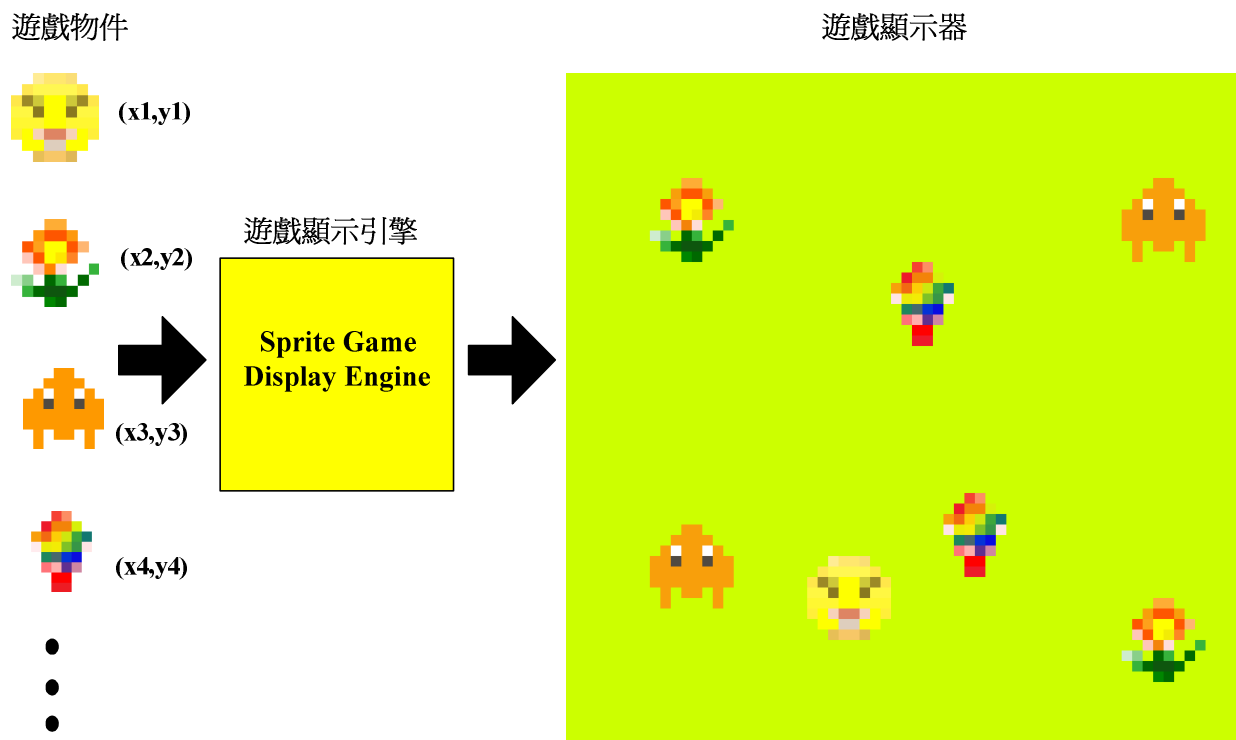 遊戲物件
遊戲顯示器
(x1,y1)
遊戲顯示引擎
(x2,y2)
Sprite Game
Display Engine
(x3,y3)
(x4,y4)